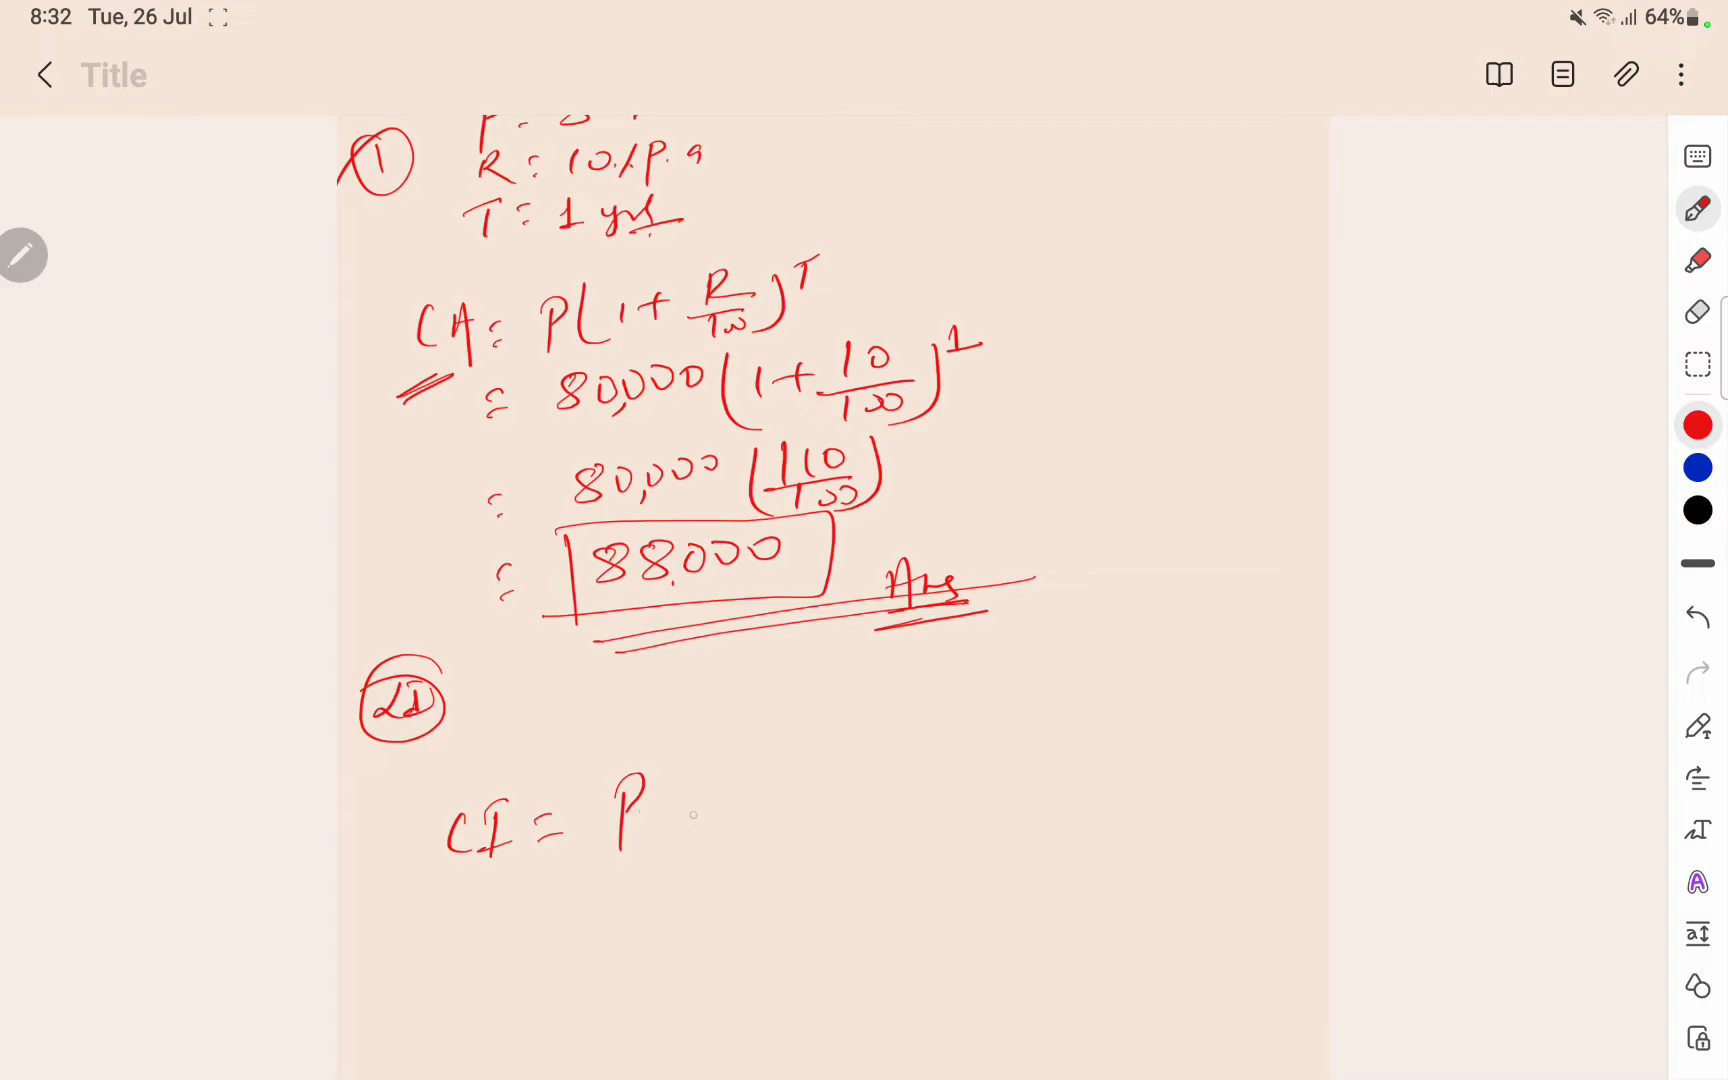 8:32 Tue, 26 Jul 64%
Title
1
R = 10% P.a
T = 1 yrs
CA = P(1 + R/100)^T
= 80,000 (1 + 10/100)^1
= 80,000 (110/100)
= 88,000 Ans
CI = P